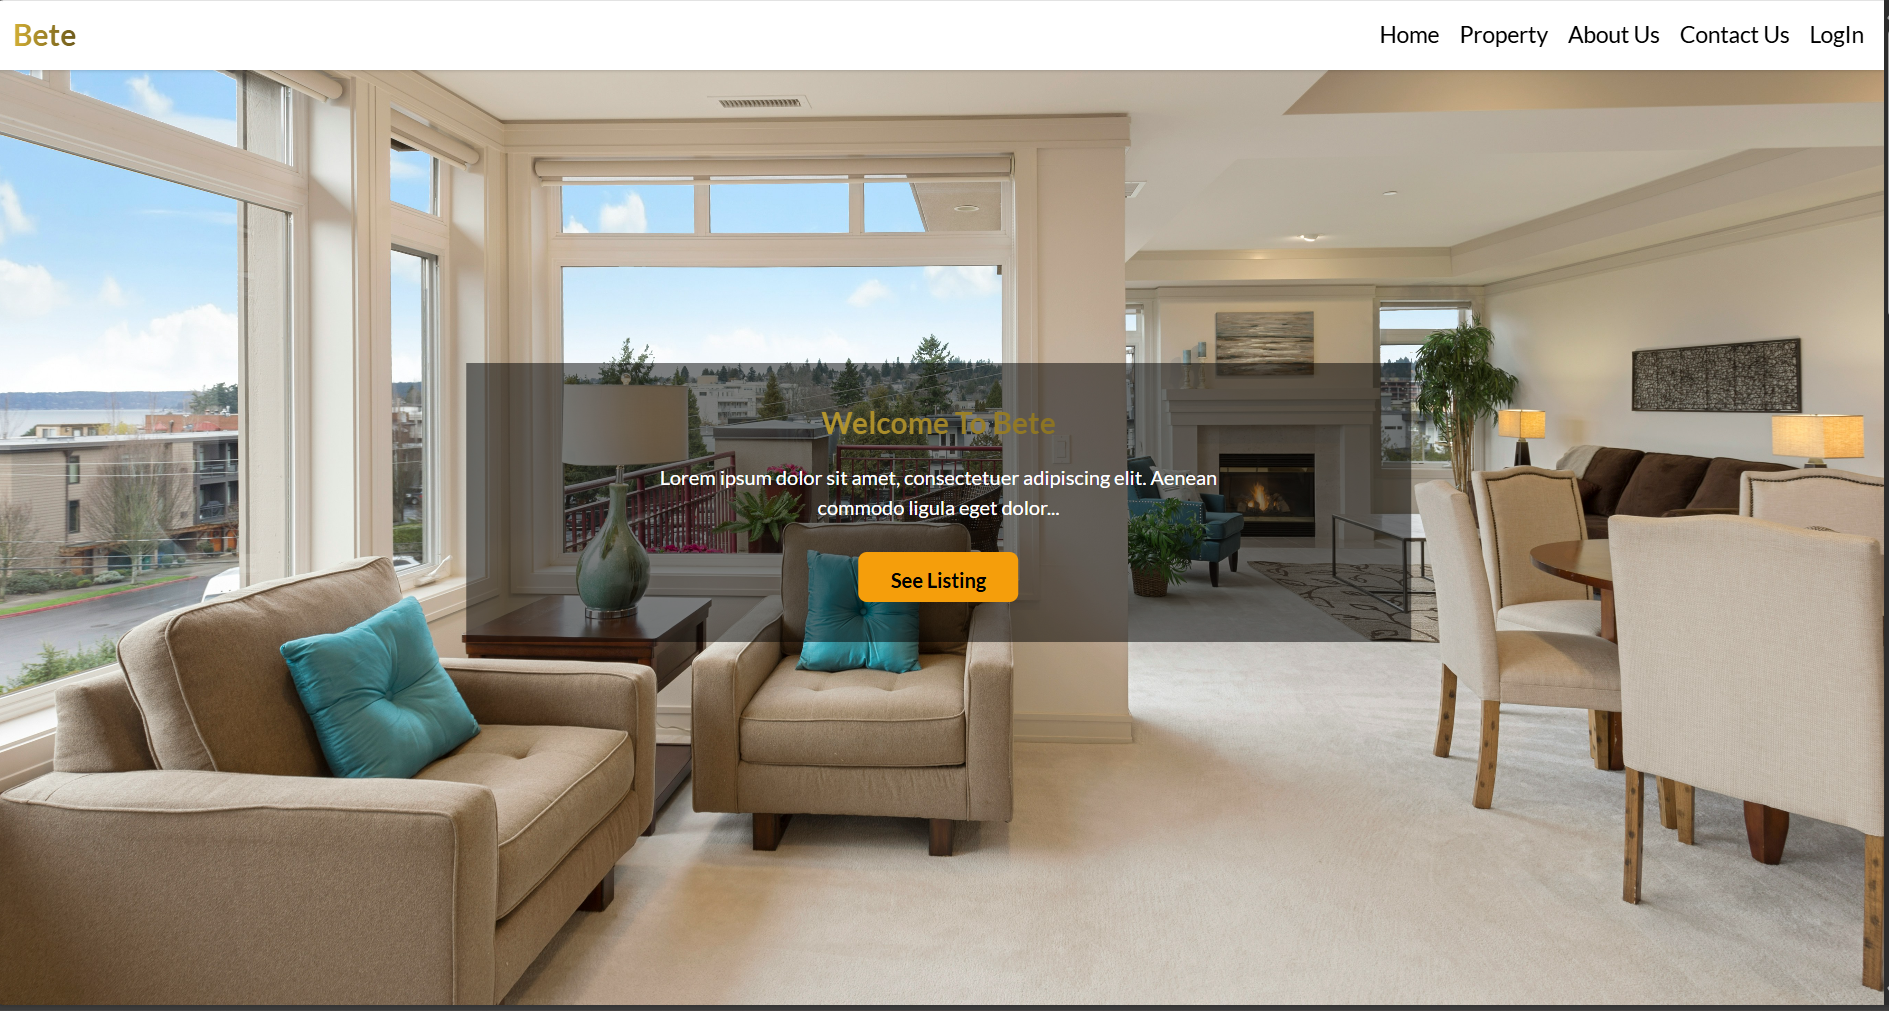 Bete
Home Property About Us Contact Us LogIn
Welcome To Bete
Lorem ipsum dolor sit amet, consectetuer adipiscing elit. Aenean
commodo ligula eget dolor...
See Listing